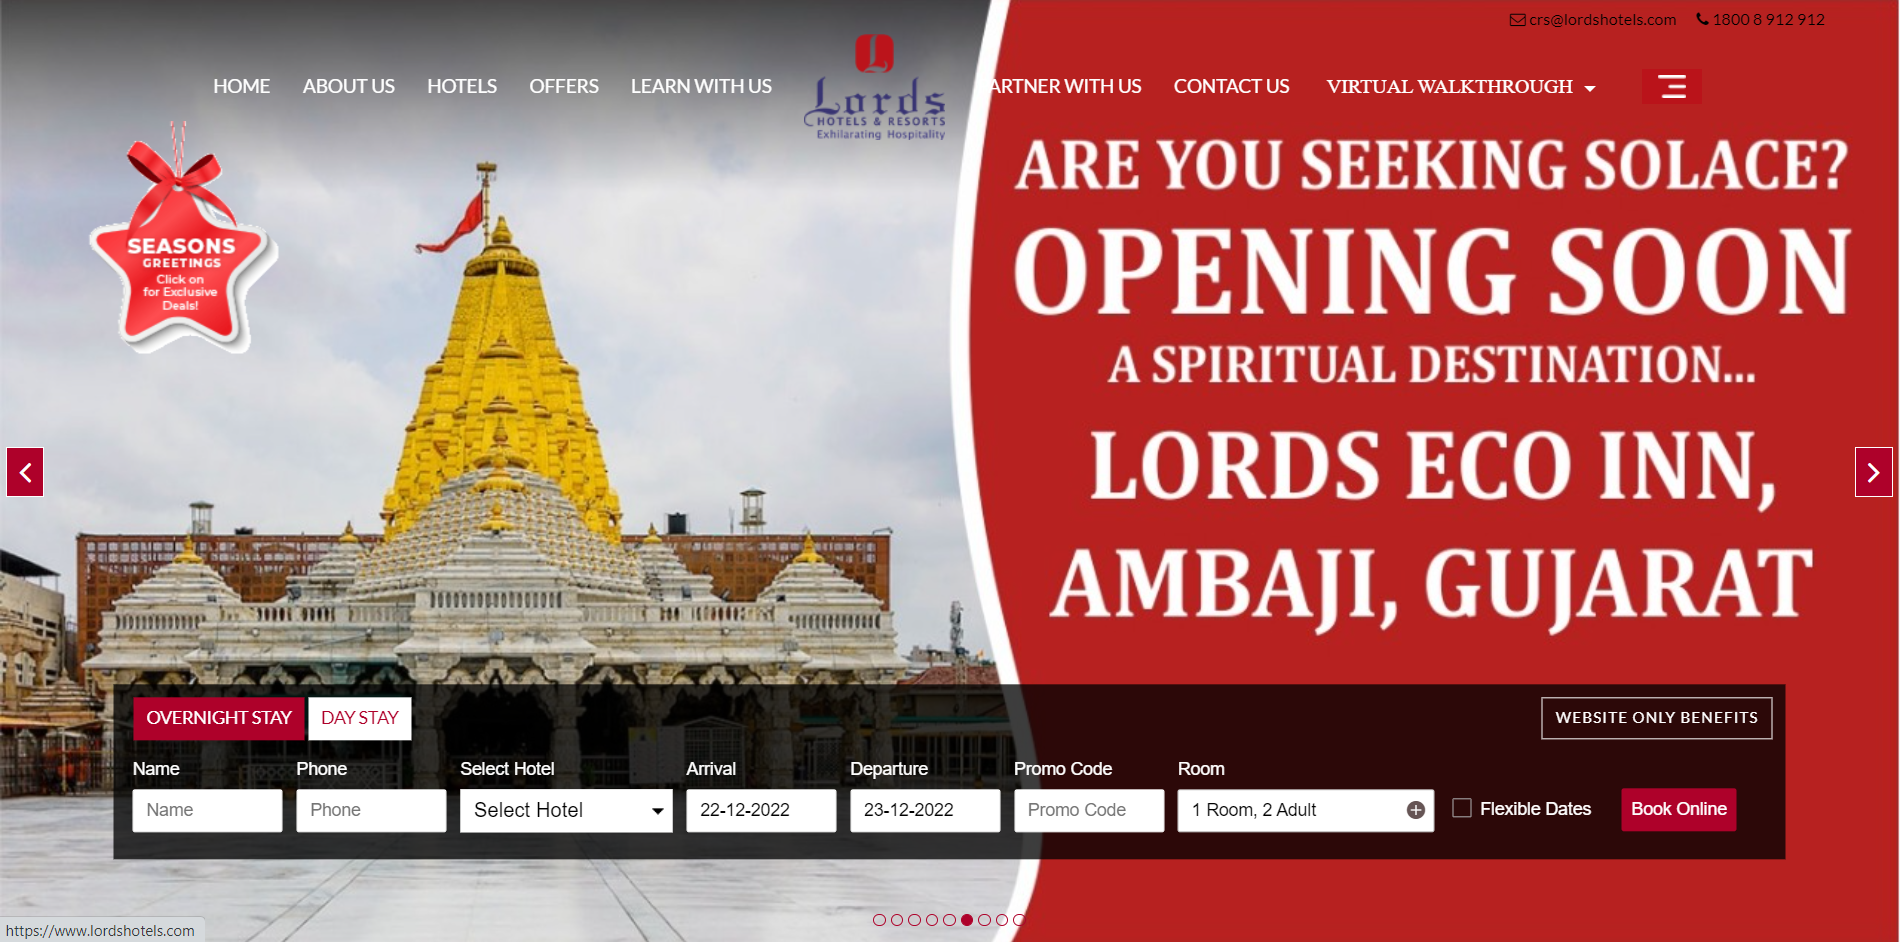 crs@lordshotels.com 1800 8 912 912
HOME ABOUT US HOTELS OFFERS LEARN WITH US
Lords
HOTELS & RESORTS
Exhilarating Hospitality
ARTNER WITH US CONTACT US VIRTUAL WALKTHROUGH
SEASONS
GREETINGS
Click on
for Exclusive
Deals!
ARE YOU SEEKING SOLACE?
OPENING SOON
A SPIRITUAL DESTINATION...
LORDS ECO INN,
AMBAJI, GUJARAT
OVERNIGHT STAY DAY STAY WEBSITE ONLY BENEFITS
Name Phone Select Hotel Arrival Departure Promo Code Room
Name Phone Select Hotel 22-12-2022 23-12-2022 Promo Code 1 Room, 2 Adult Flexible Dates Book Online
https://www.lordshotels.com